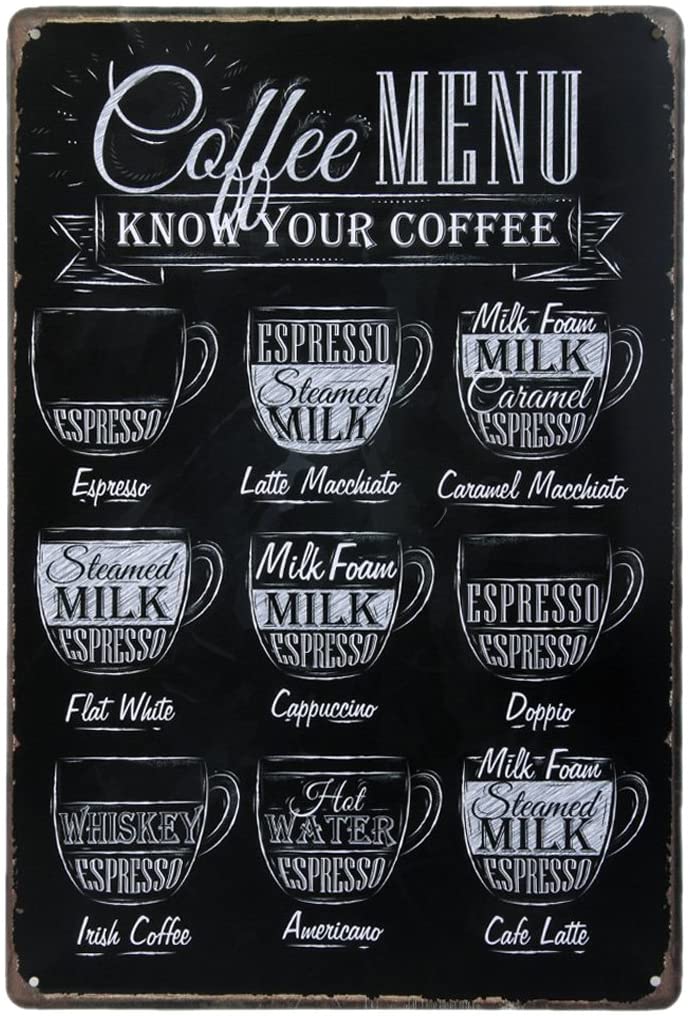 Coffee MENU
KNOW YOUR COFFEE
ESPRESSO
Espresso
ESPRESSO
Steamed
MILK
Latte Macchiato
Milk Foam
MILK
Caramel
ESPRESSO
Caramel Macchiato
Steamed
MILK
ESPRESSO
Flat White
Milk Foam
MILK
ESPRESSO
Cappuccino
ESPRESSO
ESPRESSO
Doppio
WHISKEY
ESPRESSO
Irish Coffee
Hot
WATER
ESPRESSO
Americano
Milk Foam
Steamed
MILK
ESPRESSO
Cafe Latte